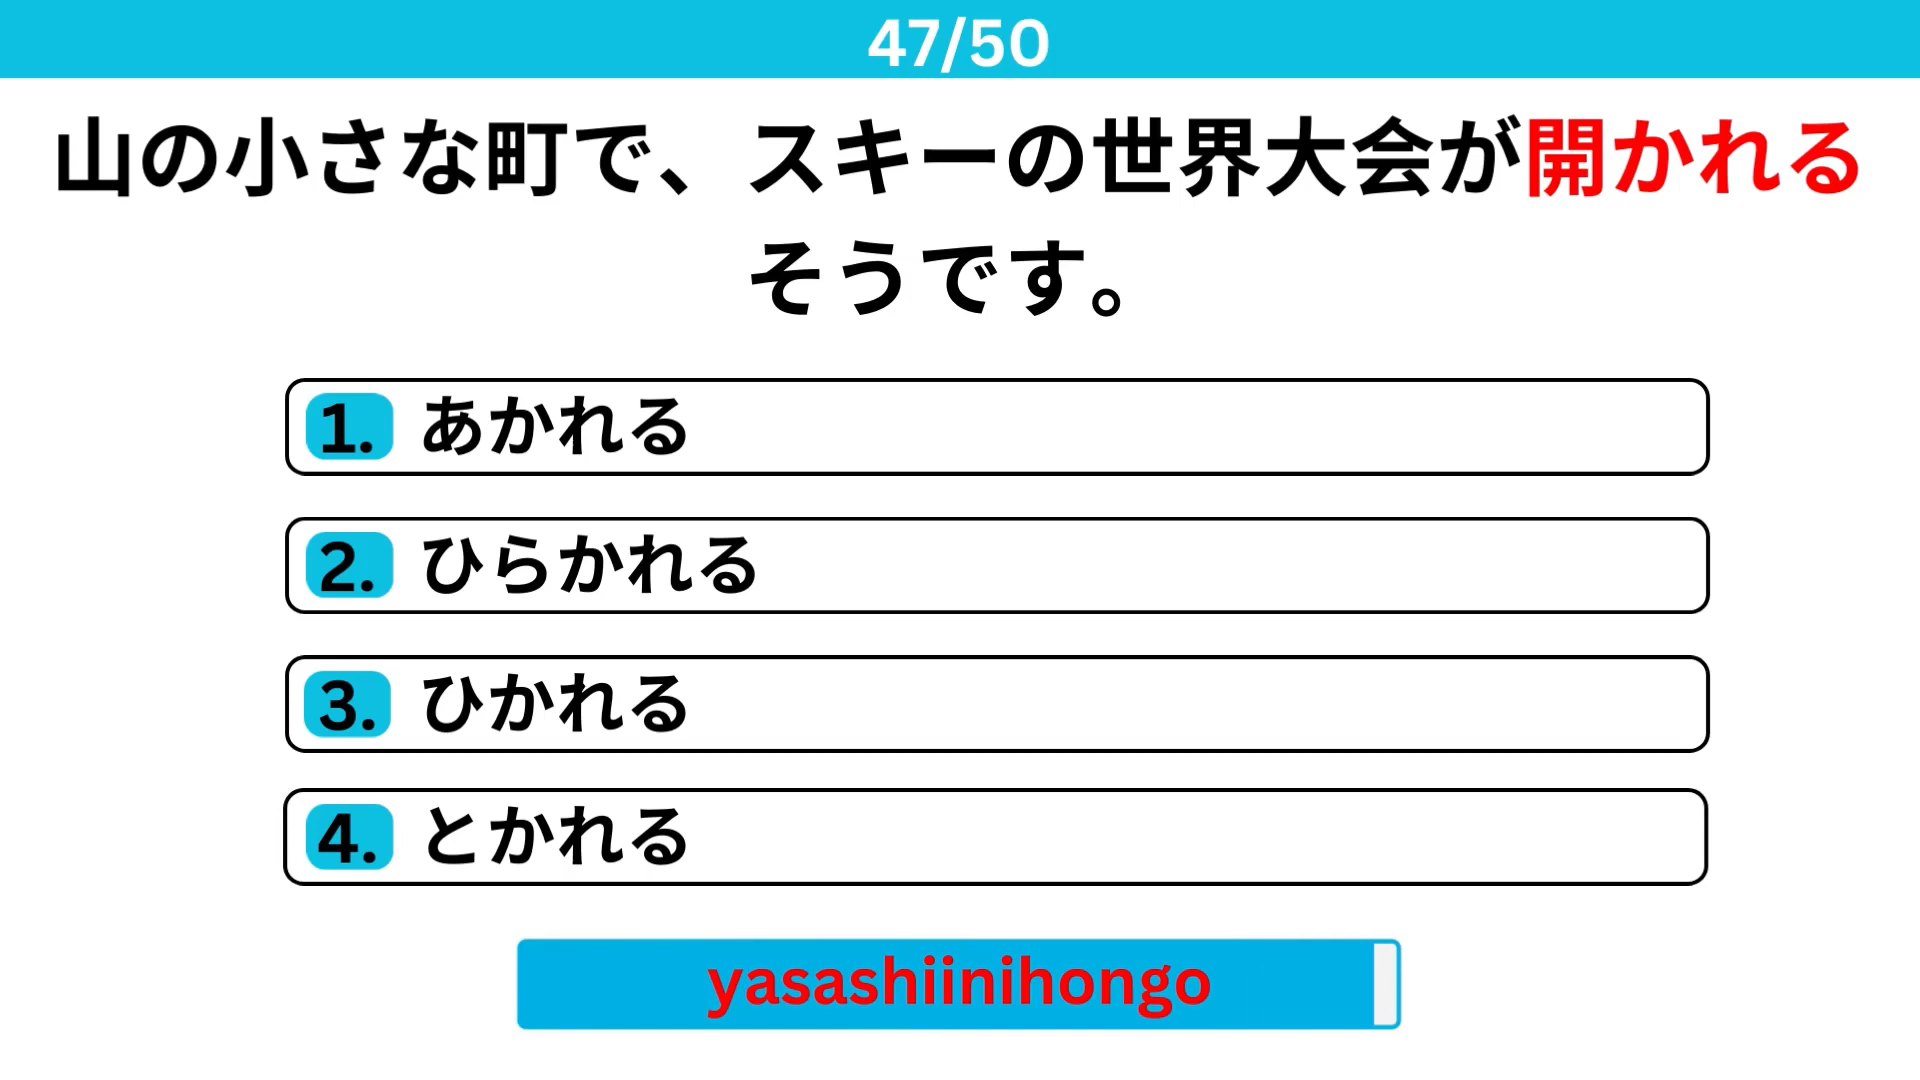 47/50
山の小さな町で、スキーの世界大会が開かれる
そうです。
1. あかれる
2. ひらかれる
3. ひかれる
4. とかれる
yasashiinihongo